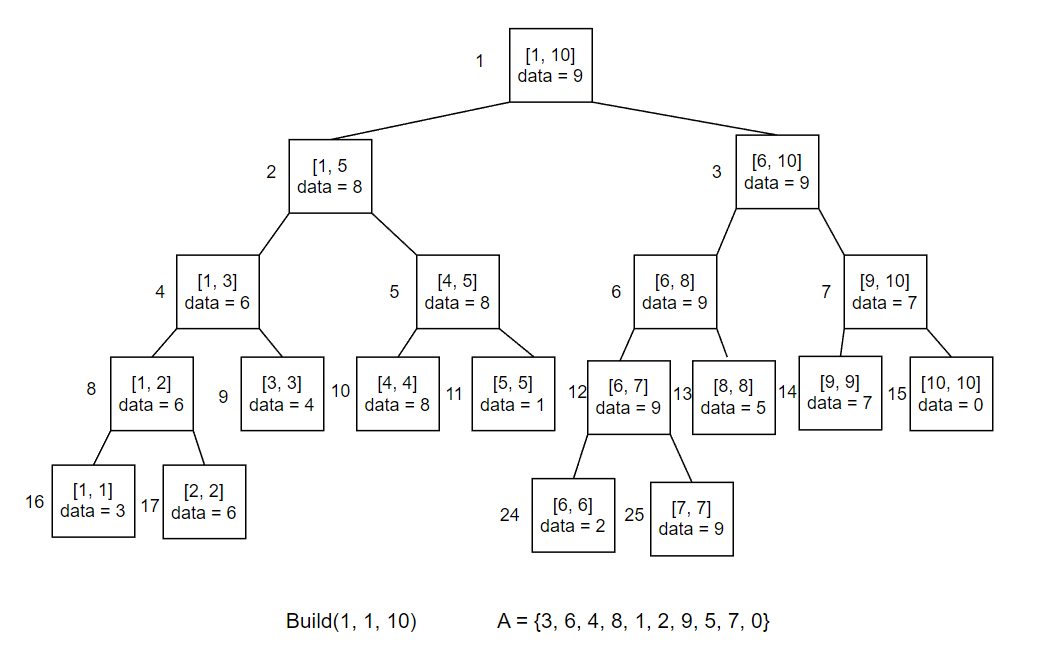 1
[1, 10]
data = 9
2
[1, 5
data = 8
3
[6, 10]
data = 9
4
[1, 3]
data = 6
5
[4, 5]
data = 8
6
[6, 8]
data = 9
7
[9, 10]
data = 7
8
[1, 2]
data = 6
9
[3, 3]
data = 4
10
[4, 4]
data = 8
11
[5, 5]
data = 1
12
[6, 7]
data = 9
13
[8, 8]
data = 5
14
[9, 9]
data = 7
15
[10, 10]
data = 0
16
[1, 1]
data = 3
17
[2, 2]
data = 6
24
[6, 6]
data = 2
25
[7, 7]
data = 9
Build(1, 1, 10)
A = {3, 6, 4, 8, 1, 2, 9, 5, 7, 0}